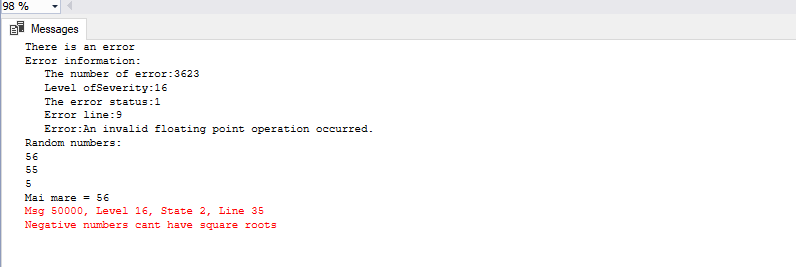 98 %
Messages
There is an error
Error information:
The number of error:3623
Level ofSeverity:16
The error status:1
Error line:9
Error:An invalid floating point operation occurred.
Random numbers:
56
55
5
Mai mare = 56
Msg 50000, Level 16, State 2, Line 35
Negative numbers cant have square roots